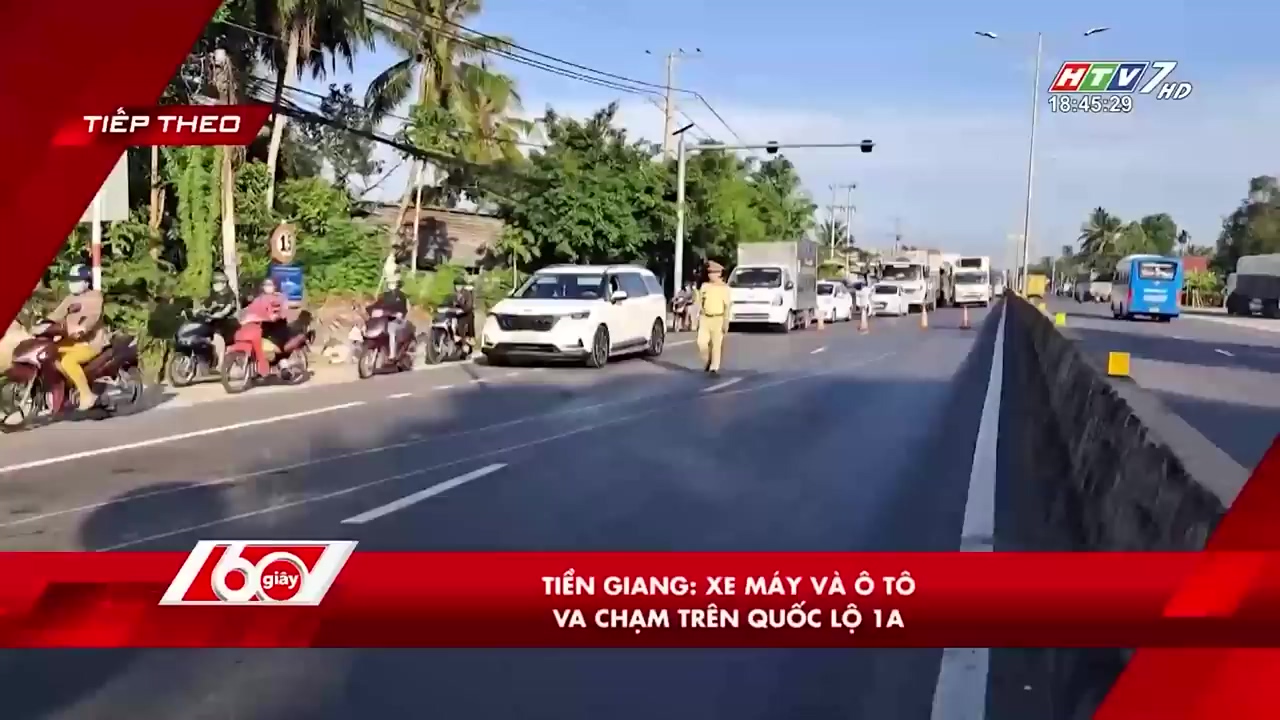 TIẾP THEO
HTV7 HD
18:45:29
60 giây
TIỀN GIANG: XE MÁY VÀ Ô TÔ
VA CHẠM TRÊN QUỐC LỘ 1A